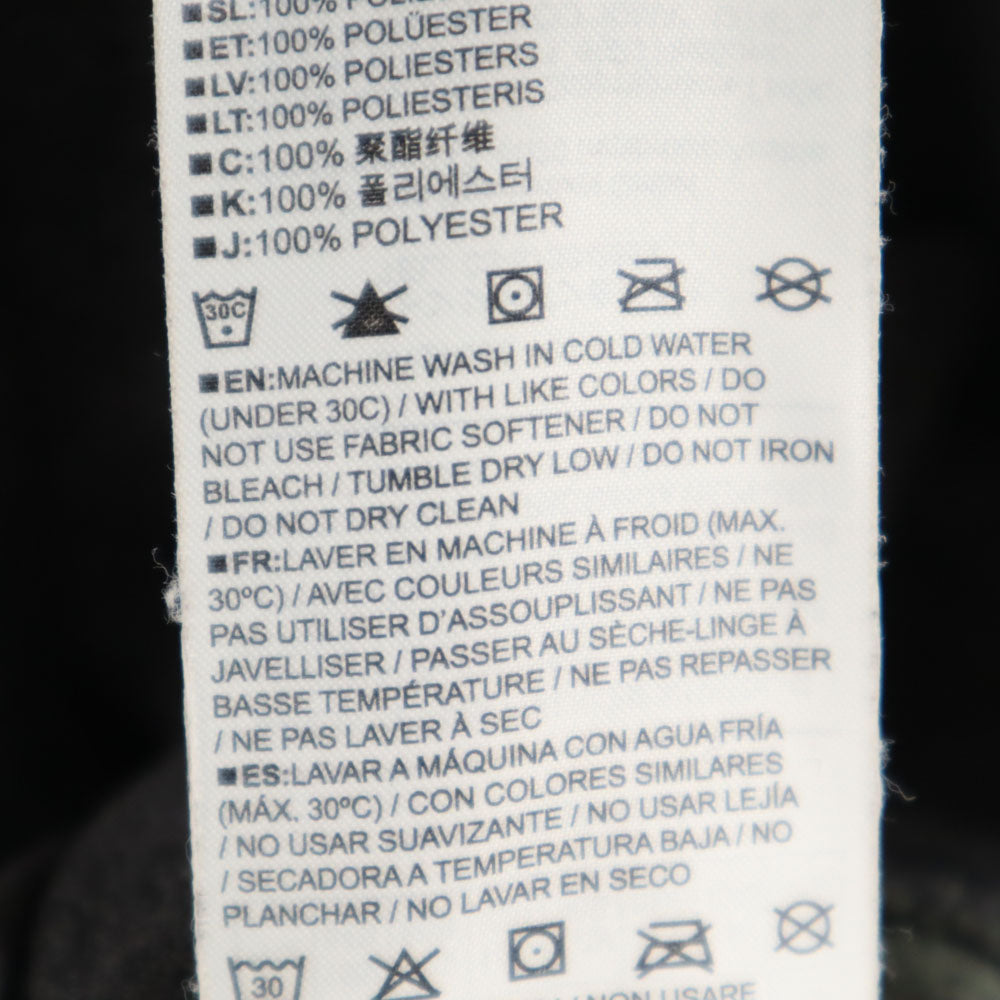 ■SL:100%
■ET:100% POLÜESTER
■LV:100% POLIESTERS
■LT:100% POLIESTERIS
■C:100% 聚酯纤维
■K:100% 폴리에스터
■J:100% POLYESTER
30C
■EN:MACHINE WASH IN COLD WATER
(UNDER 30C) / WITH LIKE COLORS / DO
NOT USE FABRIC SOFTENER / DO NOT
BLEACH / TUMBLE DRY LOW / DO NOT IRON
/ DO NOT DRY CLEAN
■FR:LAVER EN MACHINE À FROID (MAX.
30ºC) / AVEC COULEURS SIMILAIRES / NE
PAS UTILISER D'ASSOUPLISSANT / NE PAS
JAVELLISER / PASSER AU SÈCHE-LINGE À
BASSE TEMPÉRATURE / NE PAS REPASSER
/ NE PAS LAVER À SEC
■ES:LAVAR A MÁQUINA CON AGUA FRÍA
(MÁX. 30ºC) / CON COLORES SIMILARES
/ NO USAR SUAVIZANTE / NO USAR LEJÍA
/ SECADORA A TEMPERATURA BAJA / NO
PLANCHAR / NO LAVAR EN SECO
30
/ NON USARE